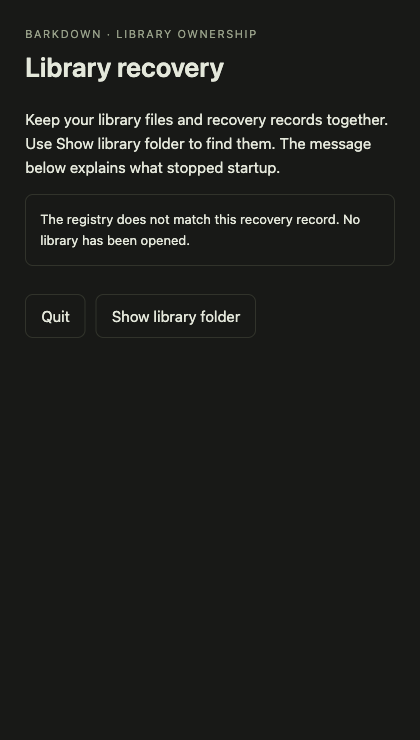 BARKDOWN · LIBRARY OWNERSHIP
Library recovery
Keep your library files and recovery records together.
Use Show library folder to find them. The message
below explains what stopped startup.
The registry does not match this recovery record. No
library has been opened.
Quit
Show library folder